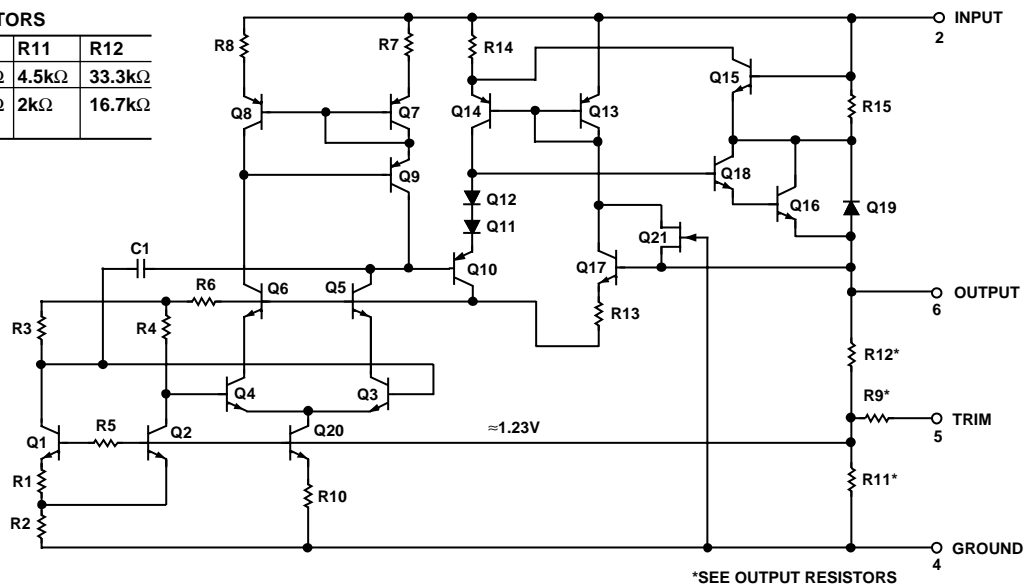 TORS
R11 R12
Ω 4.5kΩ 33.3kΩ
Ω 2kΩ 16.7kΩ
INPUT
2
R8
R7
R14
Q15
R15
Q8
Q7
Q14
Q13
Q9
Q18
Q16
Q19
Q12
Q11
Q21
C1
Q10
Q17
R6
Q6
Q5
R13
OUTPUT
6
R3
R4
R12*
Q4
Q3
R9*
TRIM
5
Q1
R5
Q2
Q20
≈1.23V
R1
R10
R11*
R2
GROUND
4
*SEE OUTPUT RESISTORS